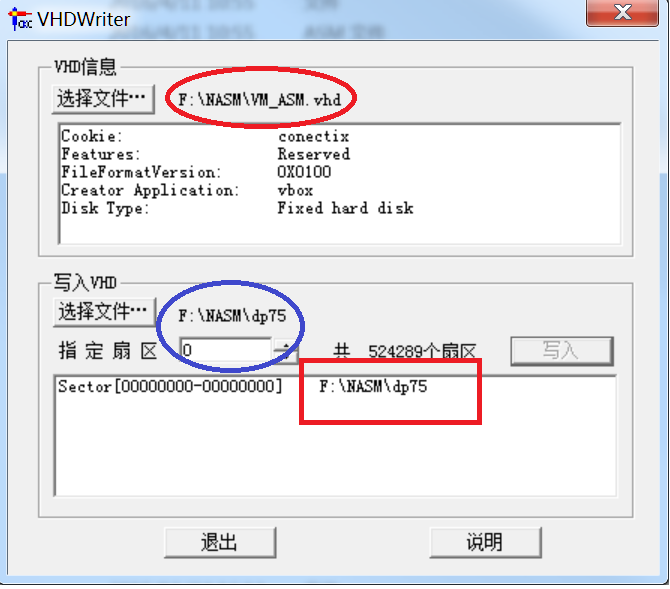 VHDWriter
VHD信息
选择文件… F:\NASM\VM_ASM.vhd
Cookie: conectix
Features: Reserved
FileFormatVersion: 0X0100
Creator Application: vbox
Disk Type: Fixed hard disk
写入VHD
选择文件… F:\NASM\dp75
指定扇区 0 共 524289个扇区 写入
Sector[00000000-00000000] F:\NASM\dp75
退出 说明